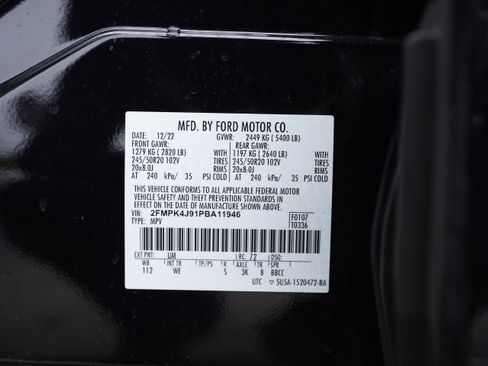 MFD. BY FORD MOTOR CO.
DATE: 12/22 GVWR: 2449 KG ( 5400 LB)
FRONT GAWR: REAR GAWR:
1279 KG ( 2820 LB) WITH 1197 KG ( 2640 LB) WITH
245/50R20 102V TIRES 245/50R20 102V TIRES
20x8.0J RIMS 20x8.0J RIMS
AT 240 kPa/ 35 PSI COLD AT 240 kPa/ 35 PSI COLD
THIS VEHICLE CONFORMS TO ALL APPLICABLE FEDERAL MOTOR
VEHICLE SAFETY AND THEFT PREVENTION STANDARDS IN EFFECT
ON THE DATE OF MANUFACTURE SHOWN ABOVE.
VIN: 2FMPK4J91PBA11946 F0107
TYPE: MPV T0336
EXT PNT: UM RC: 72 DSO:
WB INT TR TP/PS R AXLE TR SPR
112 WE S 3K 8 BBCC
UTC ▽ 5U5A-1520472-BA